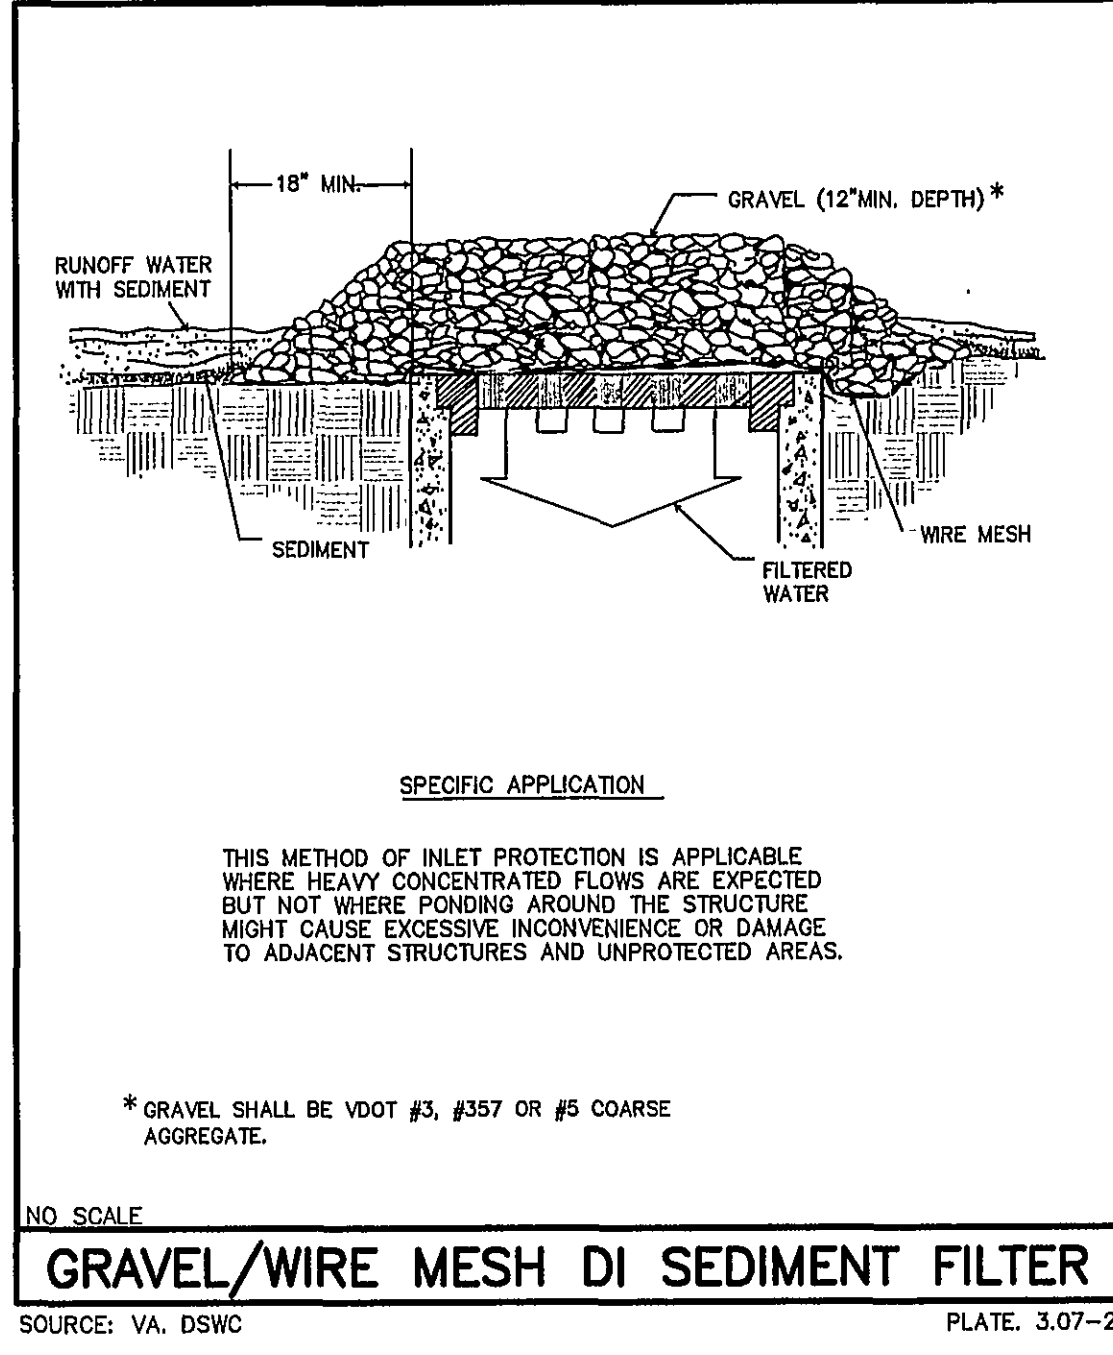 18" MIN.
GRAVEL (12"MIN. DEPTH)*
RUNOFF WATER
WITH SEDIMENT
SEDIMENT
WIRE MESH
FILTERED
WATER
SPECIFIC APPLICATION
THIS METHOD OF INLET PROTECTION IS APPLICABLE
WHERE HEAVY CONCENTRATED FLOWS ARE EXPECTED
BUT NOT WHERE PONDING AROUND THE STRUCTURE
MIGHT CAUSE EXCESSIVE INCONVENIENCE OR DAMAGE
TO ADJACENT STRUCTURES AND UNPROTECTED AREAS.
* GRAVEL SHALL BE VDOT #3, #357 OR #5 COARSE
AGGREGATE.
NO SCALE
GRAVEL/WIRE MESH DI SEDIMENT FILTER
SOURCE: VA. DSWC
PLATE. 3.07-2